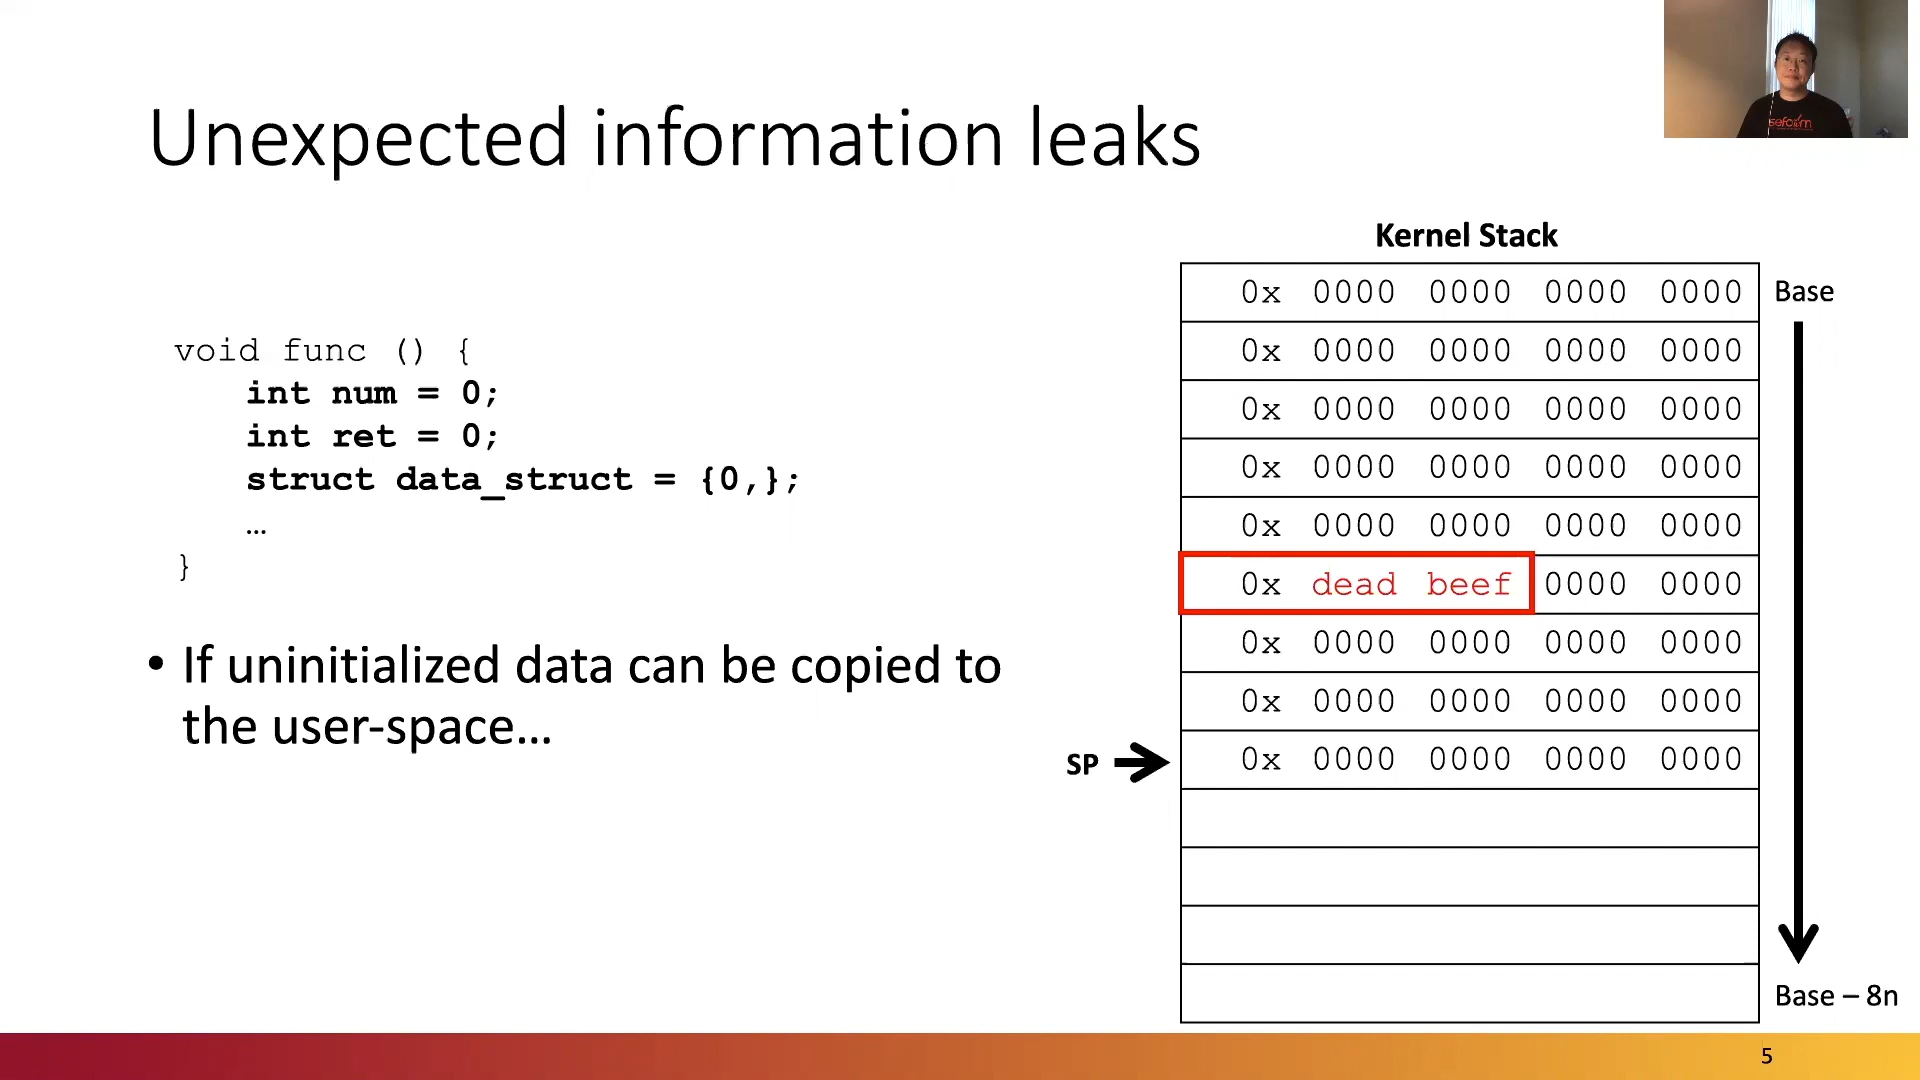 Unexpected information leaks
sefcom
void func () {
int num = 0;
int ret = 0;
struct data_struct = {0,};
…
}
• If uninitialized data can be copied to
the user-space…
Kernel Stack
0x 0000 0000 0000 0000
Base
0x 0000 0000 0000 0000
0x 0000 0000 0000 0000
0x 0000 0000 0000 0000
0x 0000 0000 0000 0000
0x dead beef 0000 0000
0x 0000 0000 0000 0000
0x 0000 0000 0000 0000
SP
0x 0000 0000 0000 0000
Base – 8n
5